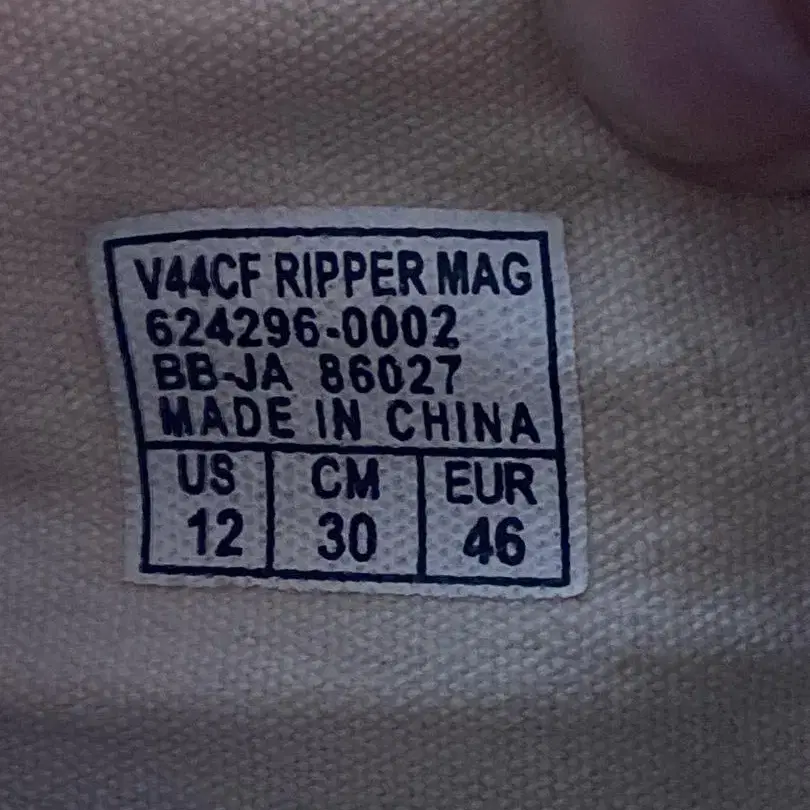 V44CF RIPPER MAG
624296-0002
BB-JA 86027
MADE IN CHINA
US CM EUR
12 30 46